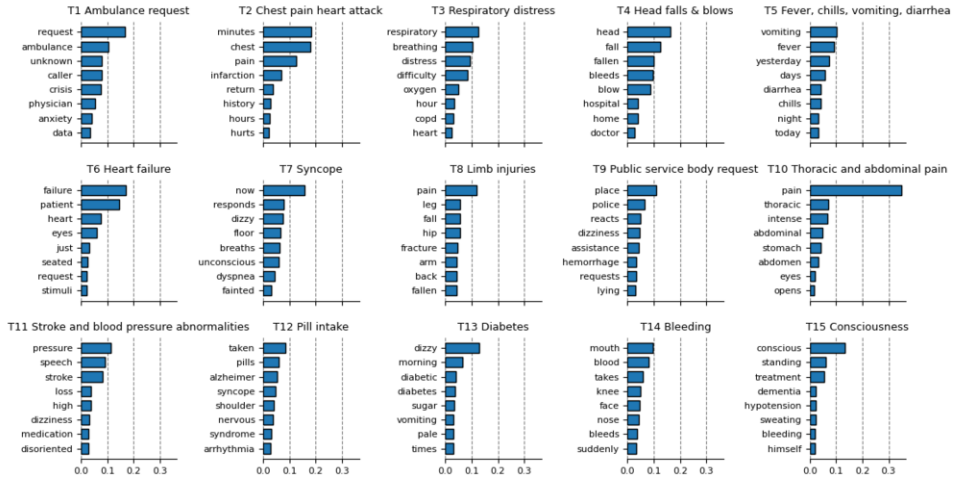 T1 Ambulance request
request
ambulance
unknown
caller
crisis
physician
anxiety
data
T2 Chest pain heart attack
minutes
chest
pain
infarction
return
history
hours
hurts
T3 Respiratory distress
respiratory
breathing
distress
difficulty
oxygen
hour
copd
heart
T4 Head falls & blows
head
fall
fallen
bleeds
blow
hospital
home
doctor
T5 Fever, chills, vomiting, diarrhea
vomiting
fever
yesterday
days
diarrhea
chills
night
today
T6 Heart failure
failure
patient
heart
eyes
just
seated
request
stimuli
T7 Syncope
now
responds
dizzy
floor
breaths
unconscious
dyspnea
fainted
T8 Limb injuries
pain
leg
fall
hip
fracture
arm
back
fallen
T9 Public service body request
place
police
reacts
dizziness
assistance
hemorrhage
requests
lying
T10 Thoracic and abdominal pain
pain
thoracic
intense
abdominal
stomach
abdomen
eyes
opens
T11 Stroke and blood pressure abnormalities
pressure
speech
stroke
loss
high
dizziness
medication
disoriented
0.0 0.1 0.2 0.3
T12 Pill intake
taken
pills
alzheimer
syncope
shoulder
nervous
syndrome
arrhythmia
0.0 0.1 0.2 0.3
T13 Diabetes
dizzy
morning
diabetic
diabetes
sugar
vomiting
pale
times
0.0 0.1 0.2 0.3
T14 Bleeding
mouth
blood
takes
knee
face
nose
bleeds
suddenly
0.0 0.1 0.2 0.3
T15 Consciousness
conscious
standing
treatment
dementia
hypotension
sweating
bleeding
himself
0.0 0.1 0.2 0.3